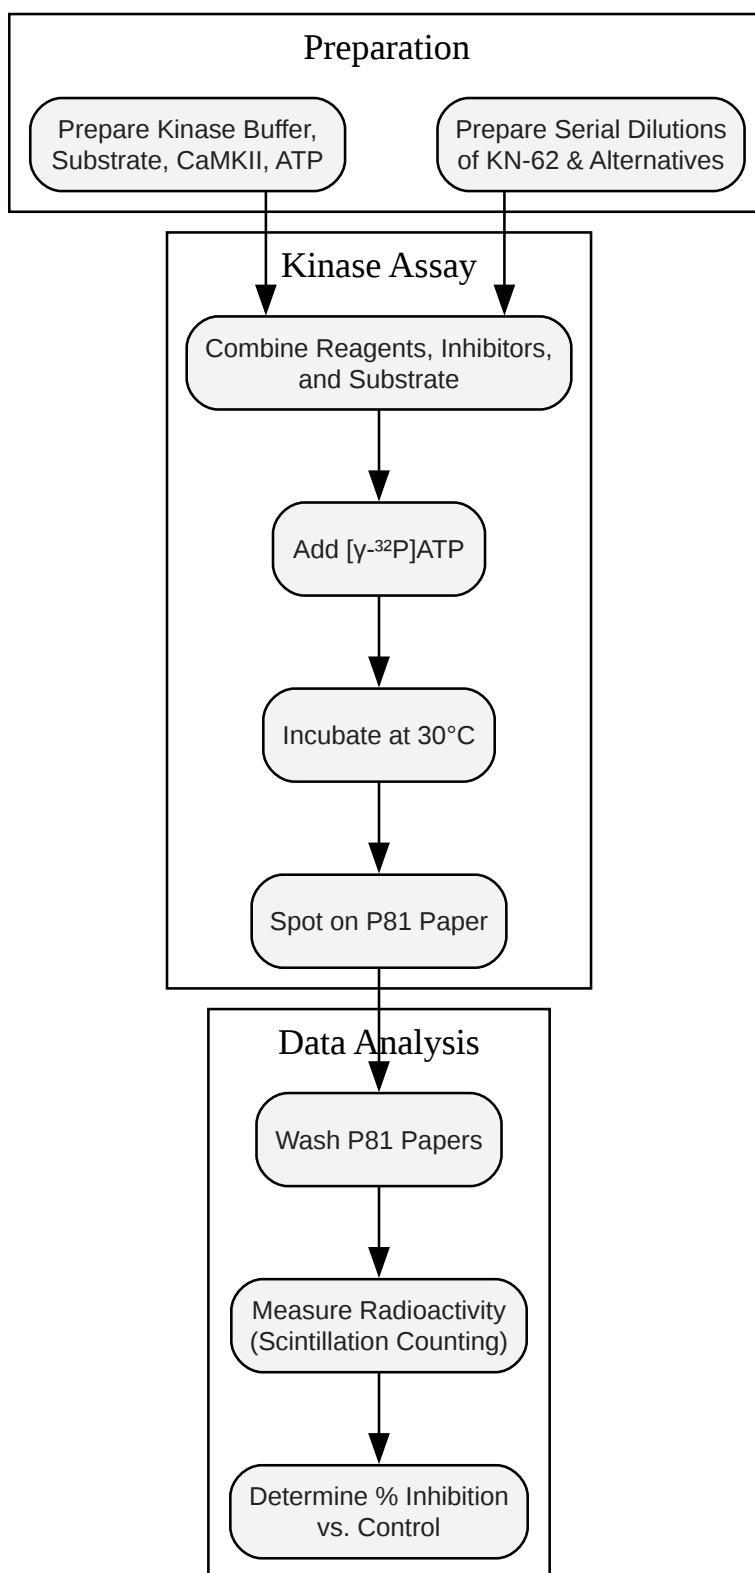 Preparation
Prepare Kinase Buffer,
Substrate, CaMKII, ATP
Prepare Serial Dilutions
of KN-62 & Alternatives
Kinase Assay
Combine Reagents, Inhibitors,
and Substrate
Add [γ-³²P]ATP
Incubate at 30°C
Spot on P81 Paper
Data Analysis
Wash P81 Papers
Measure Radioactivity
(Scintillation Counting)
Determine % Inhibition
vs. Control